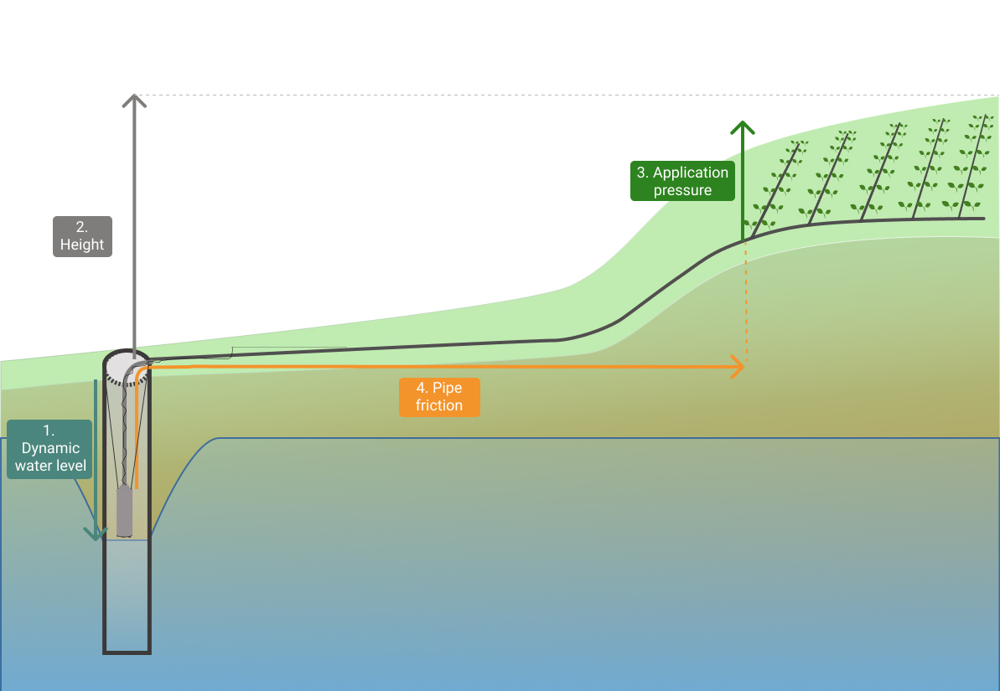 3. Application
pressure
2.
Height
4. Pipe
friction
1.
Dynamic
water level